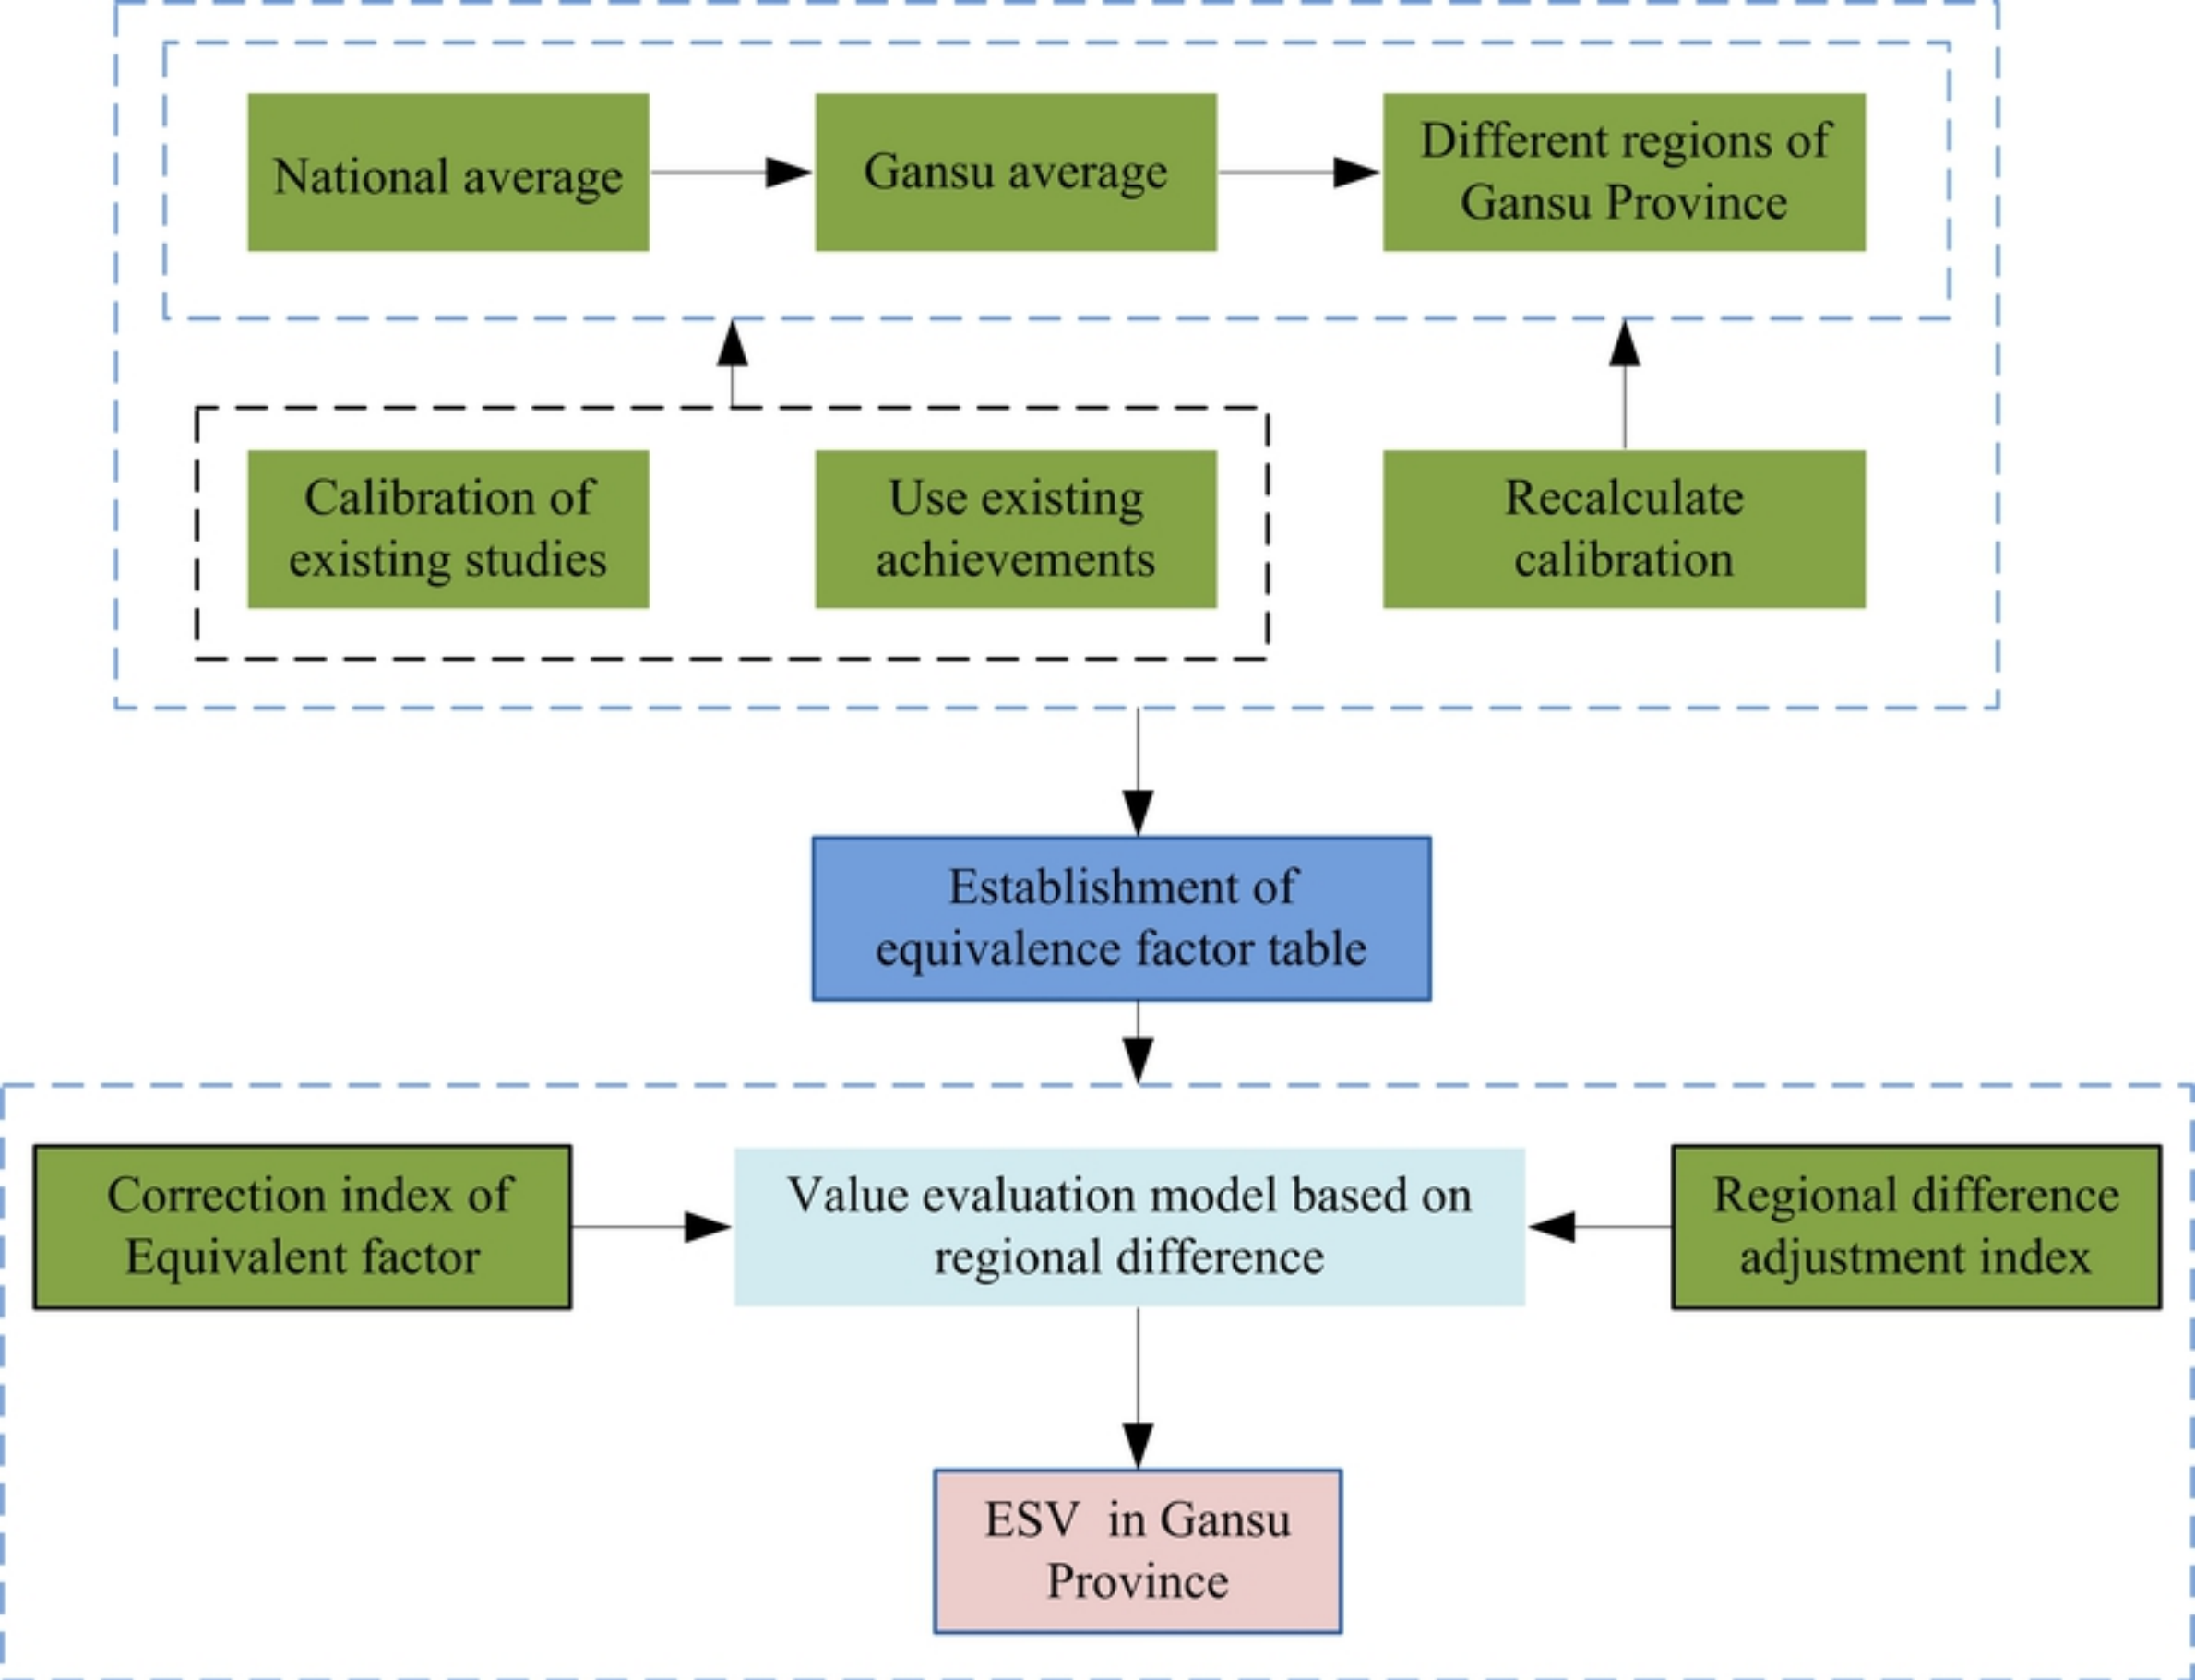 National average
Gansu average
Different regions of
Gansu Province
Calibration of
existing studies
Use existing
achievements
Recalculate
calibration
Establishment of
equivalence factor table
Correction index of
Equivalent factor
Value evaluation model based on
regional difference
Regional difference
adjustment index
ESV in Gansu
Province